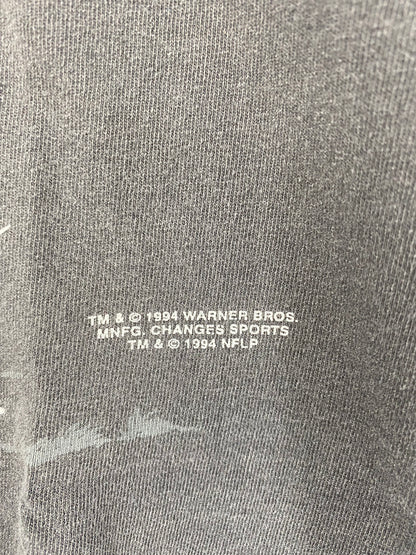 TM & © 1994 WARNER BROS.
MNFG. CHANGES SPORTS
TM & © 1994 NFLP